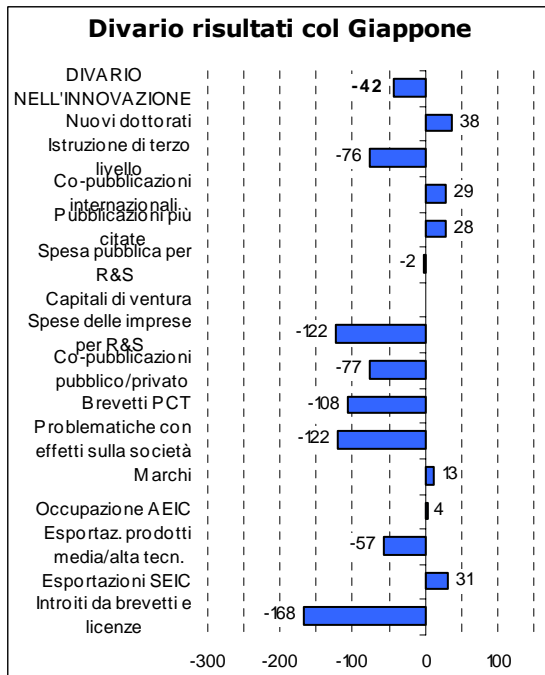 Divario risultati col Giappone
DIVARIO
NELL'INNOVAZIONE
-42
Nuovi dottorati
38
Istruzione di terzo
livello
-76
Co-pubblicazioni
internazionali
29
Pubblicazioni più
citate
28
Spesa pubblica per
R&S
-2
Capitali di ventura
Spese delle imprese
per R&S
-122
Co-pubblicazioni
pubblico/privato
-77
Brevetti PCT
-108
Problematiche con
effetti sulla società
-122
Marchi
13
Occupazione AEIC
4
Esportaz. prodotti
media/alta tecn.
-57
Esportazioni SEIC
31
Introiti da brevetti e
licenze
-168
-300 -200 -100 0 100